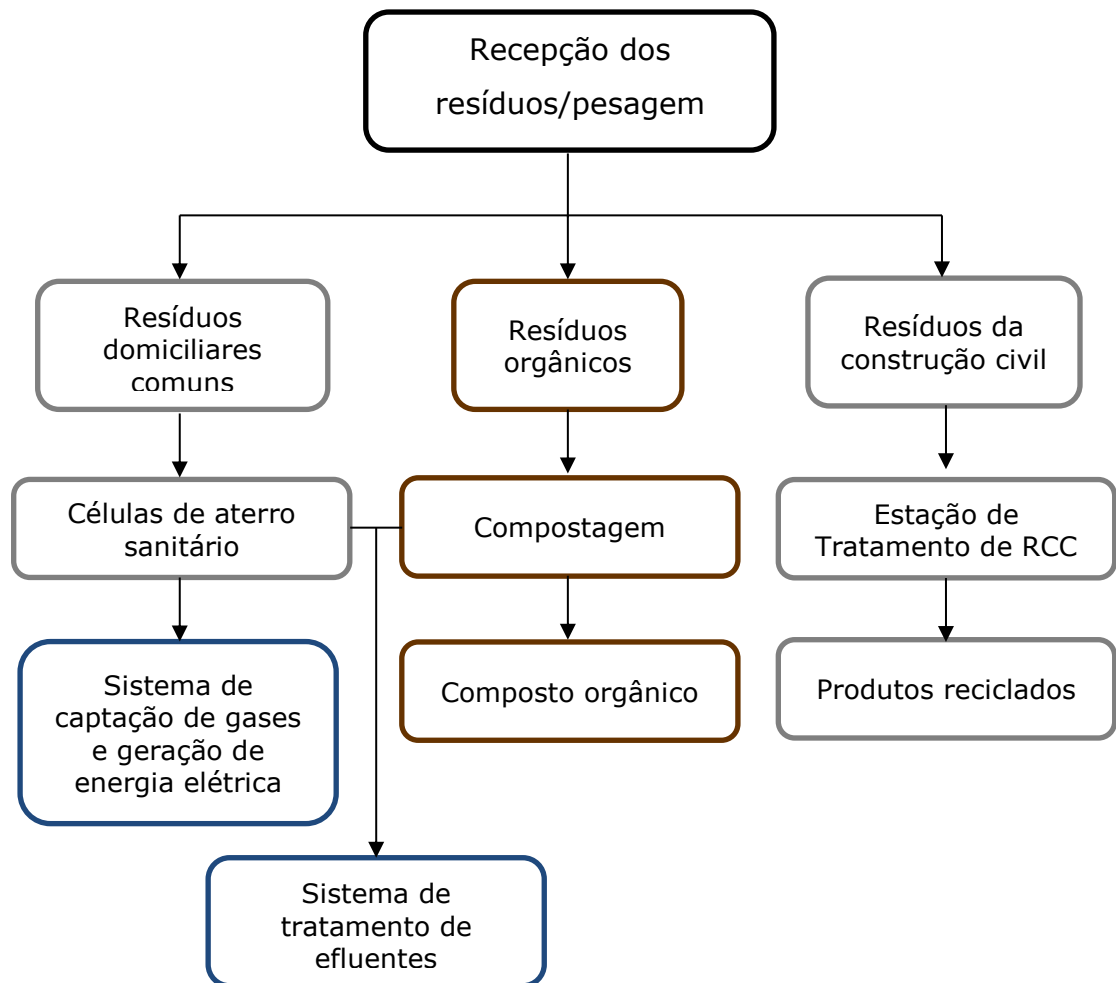 Recepção dos
resíduos/pesagem
Resíduos
domiciliares
comuns
Resíduos
orgânicos
Resíduos da
construção civil
Células de aterro
sanitário
Compostagem
Estação de
Tratamento de RCC
Sistema de
captação de gases
e geração de
energia elétrica
Composto orgânico
Produtos reciclados
Sistema de
tratamento de
efluentes